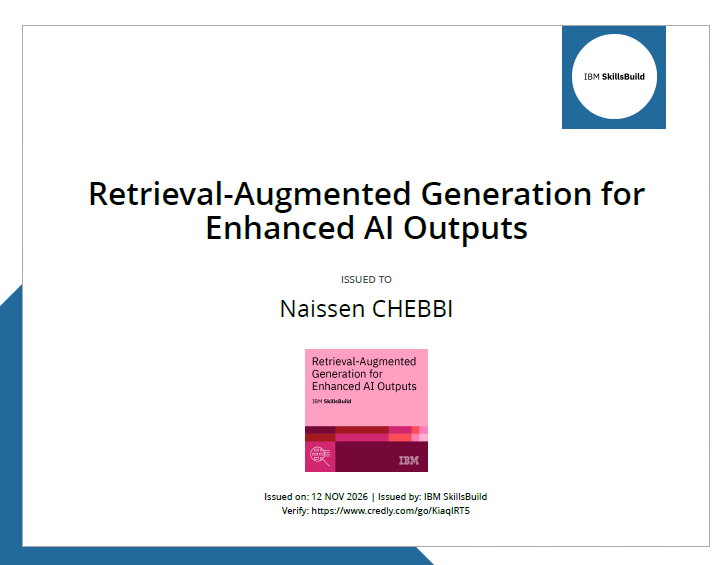 IBM SkillsBuild
Retrieval-Augmented Generation for
Enhanced AI Outputs
ISSUED TO
Naissen CHEBBI
Retrieval-Augmented
Generation for
Enhanced AI Outputs
IBM SkillsBuild
IBM
Issued on: 12 NOV 2026 | Issued by: IBM SkillsBuild
Verify: https://www.credly.com/go/KiaqIRT5